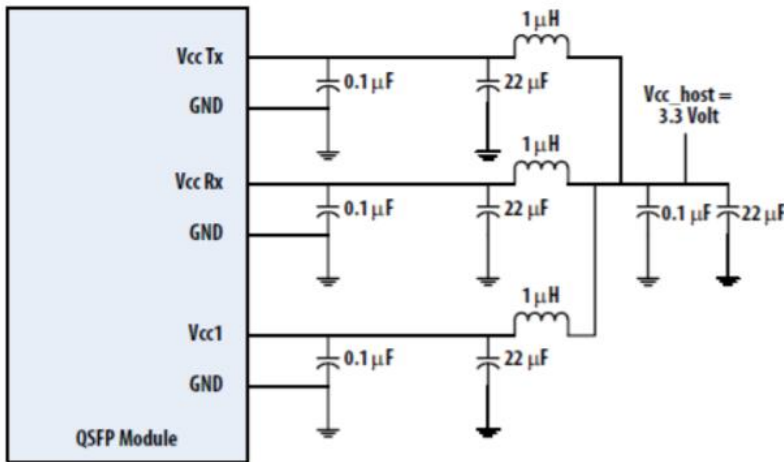 1 μH
Vcc Tx
0.1 μF
22 μF
GND
Vcc_host =
3.3 Volt
1 μH
Vcc Rx
0.1 μF
22 μF
0.1 μF
22 μF
GND
1 μH
Vcc1
0.1 μF
22 μF
GND
QSFP Module